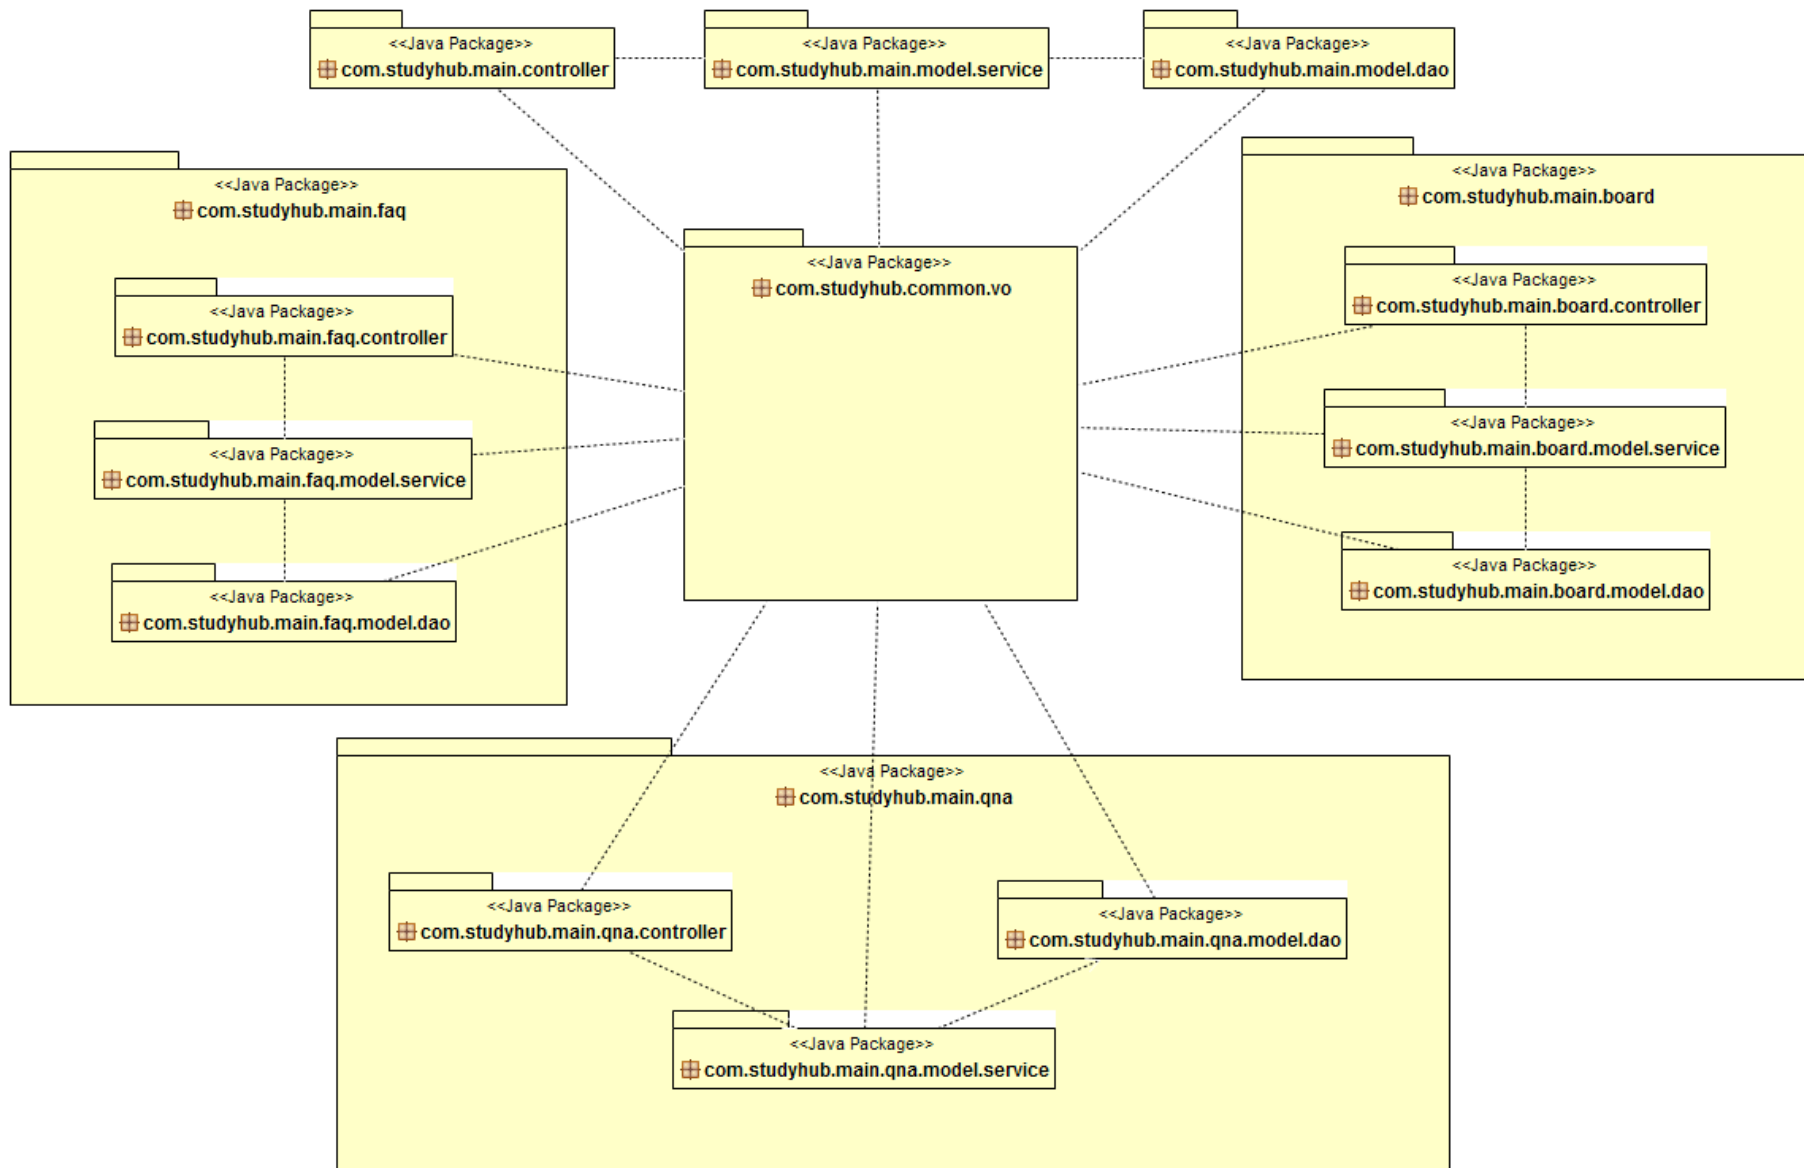 <<Java Package>>
com.studyhub.main.controller
<<Java Package>>
com.studyhub.main.model.service
<<Java Package>>
com.studyhub.main.model.dao
<<Java Package>>
com.studyhub.main.faq
<<Java Package>>
com.studyhub.main.faq.controller
<<Java Package>>
com.studyhub.main.faq.model.service
<<Java Package>>
com.studyhub.main.faq.model.dao
<<Java Package>>
com.studyhub.common.vo
<<Java Package>>
com.studyhub.main.board
<<Java Package>>
com.studyhub.main.board.controller
<<Java Package>>
com.studyhub.main.board.model.service
<<Java Package>>
com.studyhub.main.board.model.dao
<<Java Package>>
com.studyhub.main.qna
<<Java Package>>
com.studyhub.main.qna.controller
<<Java Package>>
com.studyhub.main.qna.model.dao
<<Java Package>>
com.studyhub.main.qna.model.service